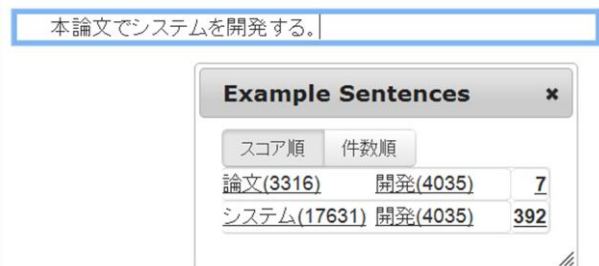 本論文でシステムを開発する。
Example Sentences ×
スコア順 件数順
論文(3316) 開発(4035) 7
システム(17631) 開発(4035) 392